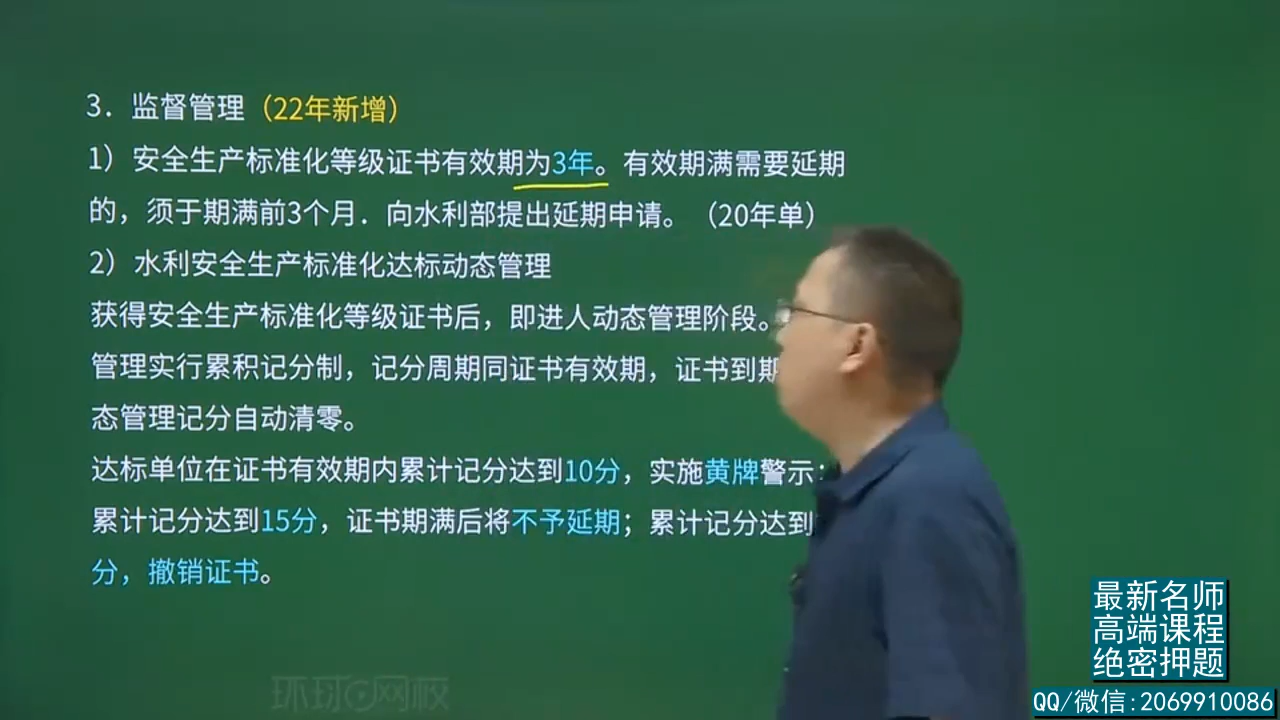 3．监督管理（22年新增）
1）安全生产标准化等级证书有效期为3年。有效期满需要延期
的，须于期满前3个月．向水利部提出延期申请。（20年单）
2）水利安全生产标准化达标动态管理
获得安全生产标准化等级证书后，即进人动态管理阶段。
管理实行累积记分制，记分周期同证书有效期，证书到期
态管理记分自动清零。
达标单位在证书有效期内累计记分达到10分，实施黄牌警示；
累计记分达到15分，证书期满后将不予延期；累计记分达到
分，撤销证书。
环球网校
最新名师
高端课程
绝密押题
QQ/微信:2069910086